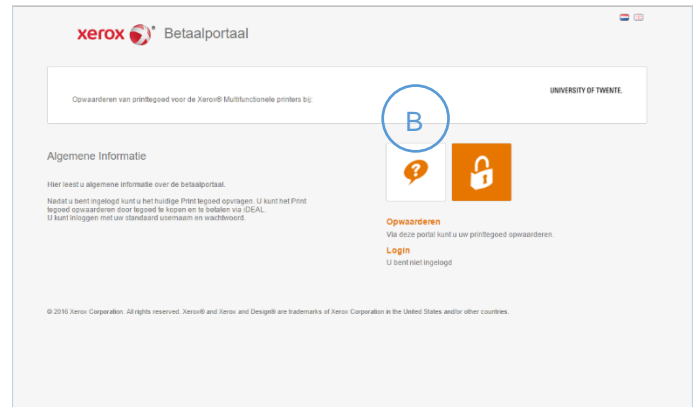 xerox Betaalportaal
Opwaarderen van printtegoed voor de Xerox® Multifunctionele printers bij:
UNIVERSITY OF TWENTE.
B
Algemene Informatie
Hier leest u algemene informatie over de betaalportaal.
Nadat u bent ingelogd kunt u het huidige Print tegoed opvragen. U kunt het Print
tegoed opwaarderen door tegoed te kopen en te betalen via iDEAL.
U kunt inloggen met uw standaard usernaam en wachtwoord.
?
Opwaarderen
Via deze portal kunt u uw printtegoed opwaarderen.
Login
U bent niet ingelogd
© 2016 Xerox Corporation. All rights reserved. Xerox® and Xerox and Design® are trademarks of Xerox Corporation in the United States and/or other countries.